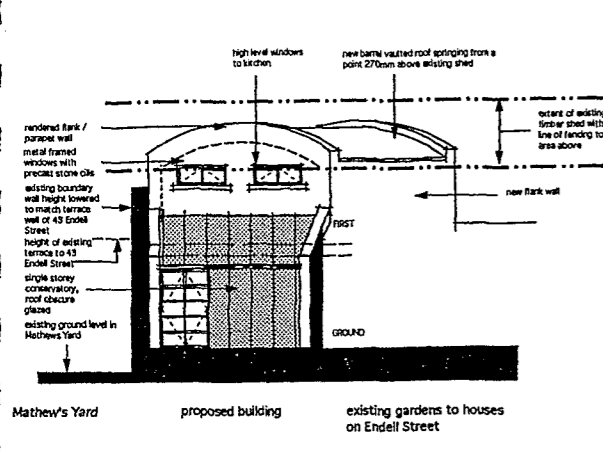 high level windows
to kitchen
new barrel vaulted roof springing from a
point 270mm above existing shed
rendered flank /
parapet wall
metal framed
windows with
precast stone cills
existing boundary
wall height lowered
to match terrace
wall of 43 Endell
Street
height of existing
terrace to 43
Endell Street
single storey
conservatory,
roof obscure
glazed
existing ground level in
Mathews Yard
extent of existing
timber shed with
line of fencing to
area above
new flank wall
FIRST
GROUND
Mathew's Yard
proposed building
existing gardens to houses
on Endell Street